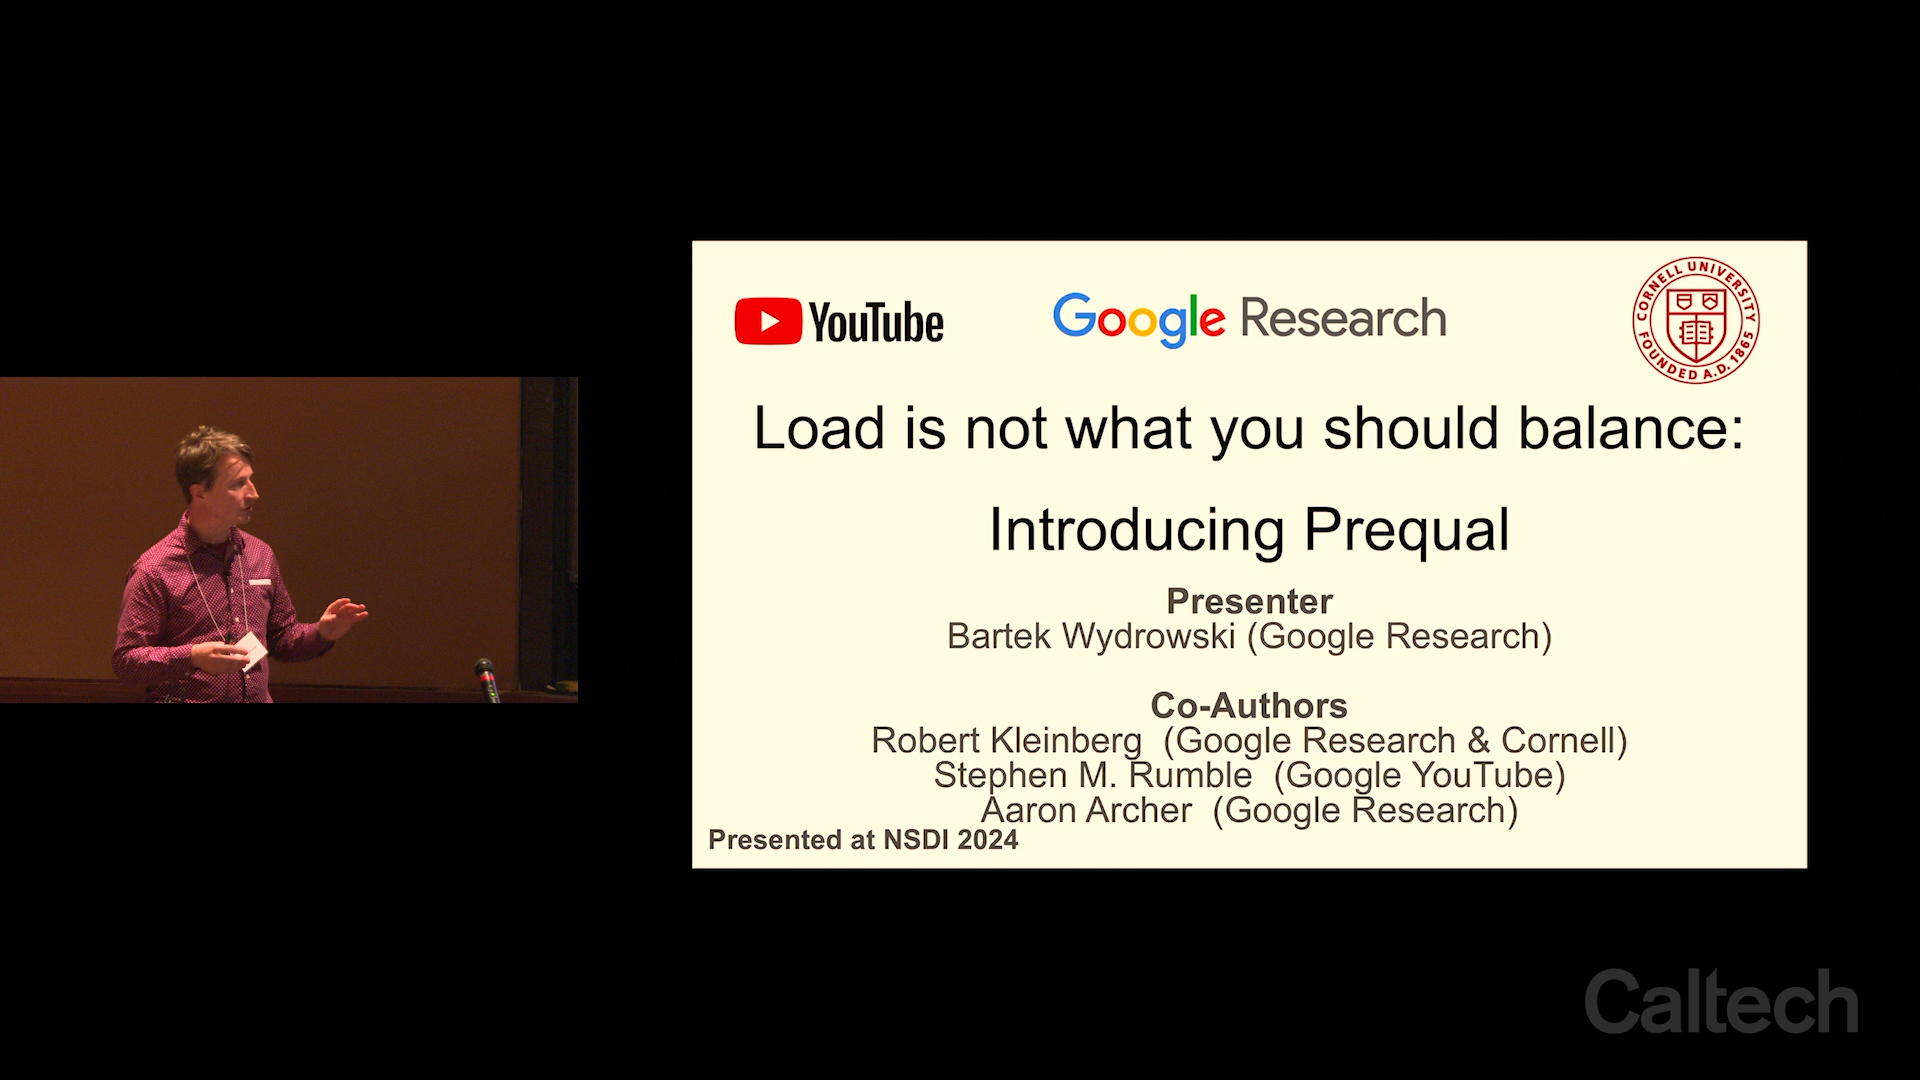 YouTube
Google Research
CORNELL UNIVERSITY
FOUNDED A.D. 1865
Load is not what you should balance:
Introducing Prequal
Presenter
Bartek Wydrowski (Google Research)
Co-Authors
Robert Kleinberg (Google Research & Cornell)
Stephen M. Rumble (Google YouTube)
Aaron Archer (Google Research)
Presented at NSDI 2024
Caltech